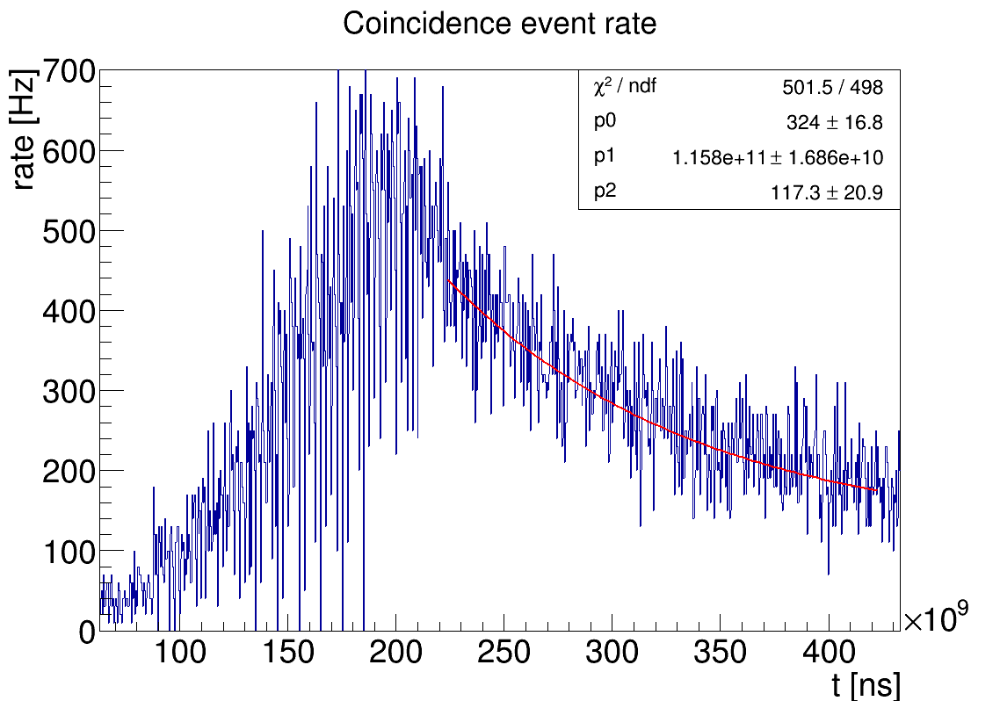 Coincidence event rate
rate [Hz]
700
600
500
400
300
200
100
0
χ² / ndf 501.5 / 498
p0 324 ± 16.8
p1 1.158e+11 ± 1.686e+10
p2 117.3 ± 20.9
100 150 200 250 300 350 400
×10⁹
t [ns]